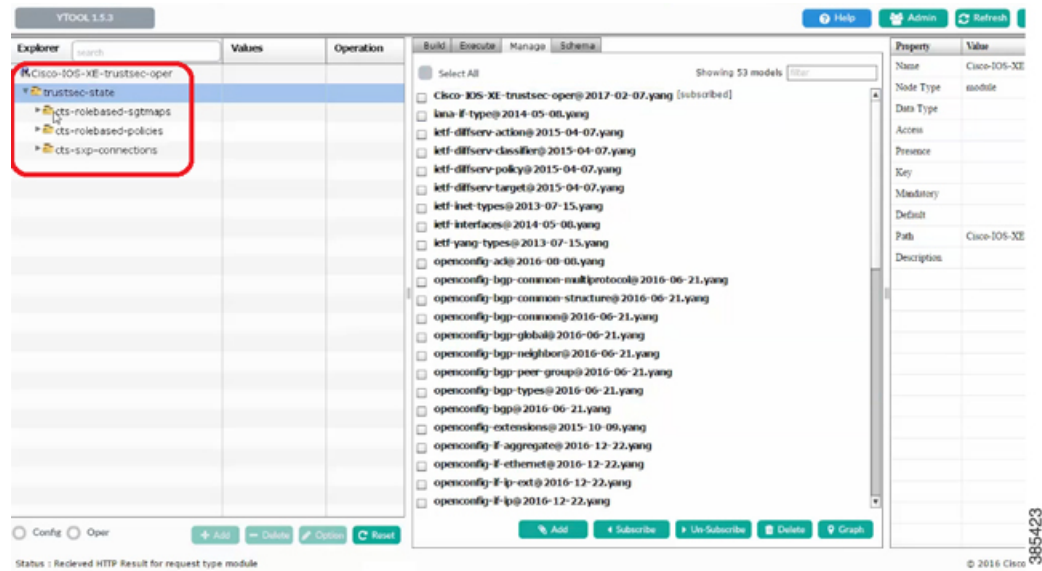 YTOOL 1.5.3
Help
Admin
Refresh
Explorer
search
Values
Operation
Cisco-IOS-XE-trustsec-oper
trustsec-state
cts-rolebased-sgtmaps
cts-rolebased-policies
cts-sxp-connections
Config
Oper
Add
Delete
Option
Reset
Build Execute Manage Schema
Select All
Showing 53 models
filter
Cisco-IOS-XE-trustsec-oper@2017-02-07.yang [subscribed]
iana-if-type@2014-05-08.yang
ietf-diffserv-action@2015-04-07.yang
ietf-diffserv-classifier@2015-04-07.yang
ietf-diffserv-policy@2015-04-07.yang
ietf-diffserv-target@2015-04-07.yang
ietf-inet-types@2013-07-15.yang
ietf-interfaces@2014-05-08.yang
ietf-yang-types@2013-07-15.yang
openconfig-acl@2016-08-08.yang
openconfig-bgp-common-multiprotocol@2016-06-21.yang
openconfig-bgp-common-structure@2016-06-21.yang
openconfig-bgp-common@2016-06-21.yang
openconfig-bgp-global@2016-06-21.yang
openconfig-bgp-neighbor@2016-06-21.yang
openconfig-bgp-peer-group@2016-06-21.yang
openconfig-bgp-types@2016-06-21.yang
openconfig-bgp@2016-06-21.yang
openconfig-extensions@2015-10-09.yang
openconfig-if-aggregate@2016-12-22.yang
openconfig-if-ethernet@2016-12-22.yang
openconfig-if-ip-ext@2016-12-22.yang
openconfig-if-ip@2016-12-22.yang
Add
Subscribe
Un-Subscribe
Delete
Graph
Property Value
Name Cisco-IOS-XE
Node Type module
Data Type
Access
Presence
Key
Mandatory
Default
Path Cisco-IOS-XE
Description
Status : Recieved HTTP Result for request type module
© 2016 Cisco
385423